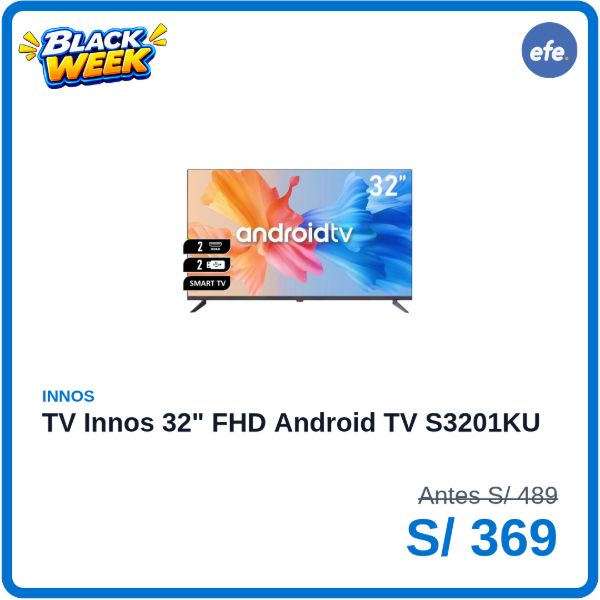 BLACK
WEEK
efe.
32”
androidtv
2
2
SMART TV
INNOS
TV Innos 32" FHD Android TV S3201KU
Antes S/ 489
S/ 369